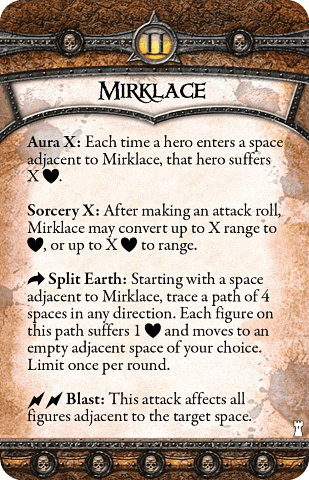 II
MIRKLACE
Aura X: Each time a hero enters a space
adjacent to Mirklace, that hero suffers
X ♥.
Sorcery X: After making an attack roll,
Mirklace may convert up to X range to
♥, or up to X ♥ to range.
Split Earth: Starting with a space
adjacent to Mirklace, trace a path of 4
spaces in any direction. Each figure on
this path suffers 1 ♥ and moves to an
empty adjacent space of your choice.
Limit once per round.
Blast: This attack affects all
figures adjacent to the target space.